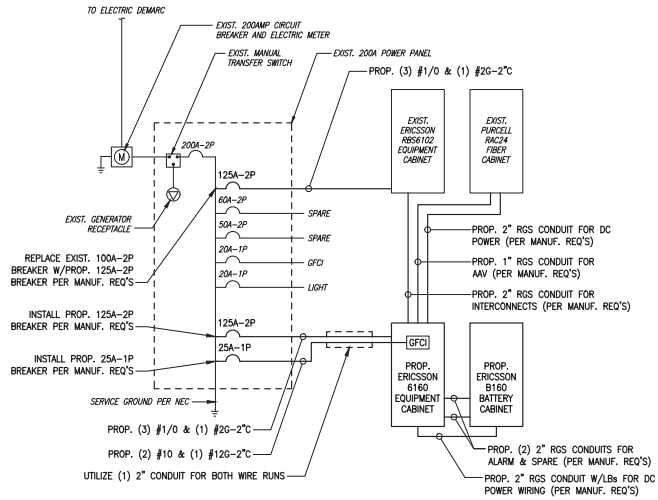 TO ELECTRIC DEMARC
EXIST. 200AMP CIRCUIT
BREAKER AND ELECTRIC METER
EXIST. MANUAL
TRANSFER SWITCH
EXIST. 200A POWER PANEL
PROP. (3) #1/0 & (1) #2G-2"C
M
200A-2P
EXIST.
ERICSSON
RBS6102
EQUIPMENT
CABINET
EXIST.
PURCELL
RAC24
FIBER
CABINET
125A-2P
60A-2P
SPARE
50A-2P
SPARE
20A-1P
GFCI
20A-1P
LIGHT
EXIST. GENERATOR
RECEPTACLE
REPLACE EXIST. 100A-2P
BREAKER W/PROP. 125A-2P
BREAKER PER MANUF. REQ'S
PROP. 2" RGS CONDUIT FOR DC
POWER (PER MANUF. REQ'S)
PROP. 1" RGS CONDUIT FOR
AAV (PER MANUF. REQ'S)
PROP. 2" RGS CONDUIT FOR
INTERCONNECTS (PER MANUF. REQ'S)
INSTALL PROP. 125A-2P
BREAKER PER MANUF. REQ'S
125A-2P
INSTALL PROP. 25A-1P
BREAKER PER MANUF. REQ'S
25A-1P
GFCI
PROP.
ERICSSON
6160
EQUIPMENT
CABINET
PROP.
ERICSSON
B160
BATTERY
CABINET
SERVICE GROUND PER NEC
PROP. (3) #1/0 & (1) #2G-2"C
PROP. (2) #10 & (1) #12G-2"C
UTILIZE (1) 2" CONDUIT FOR BOTH WIRE RUNS
PROP. (2) 2" RGS CONDUITS FOR
ALARM & SPARE (PER MANUF. REQ'S)
PROP. 2" RGS CONDUIT W/LBs FOR DC
POWER WIRING (PER MANUF. REQ'S)